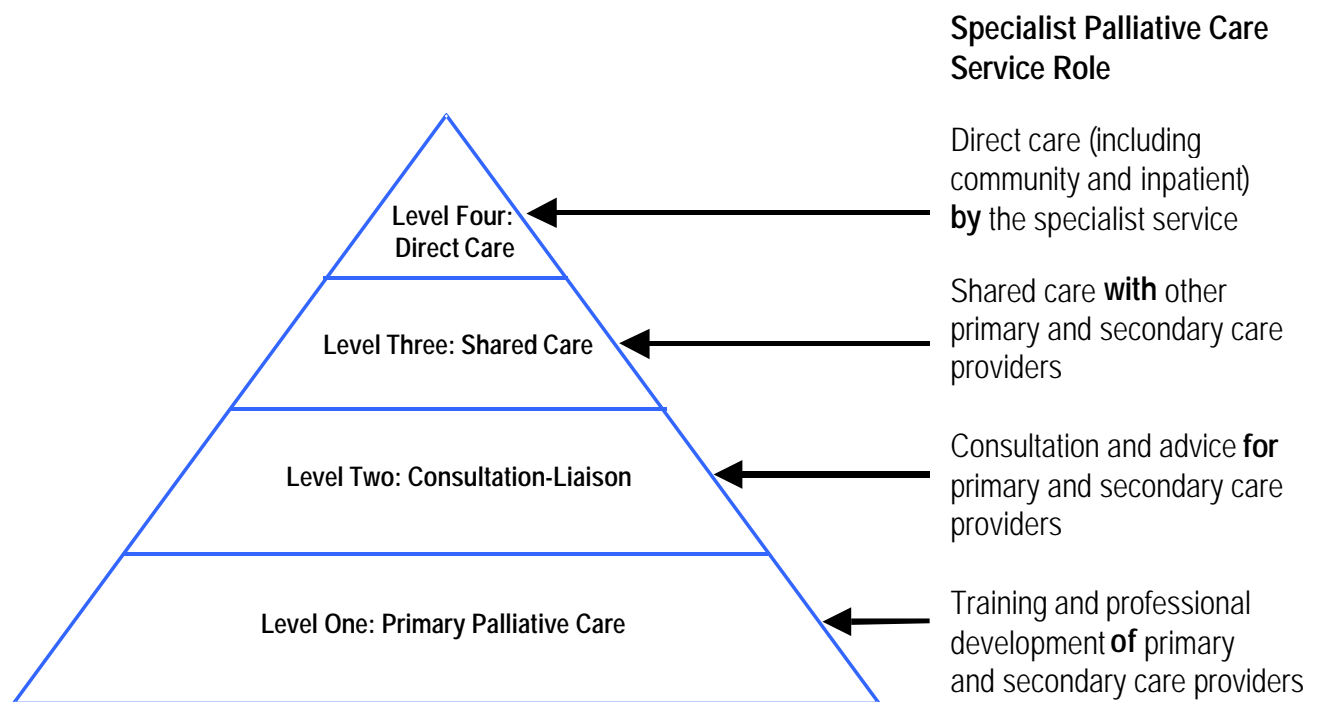 Specialist Palliative Care
Service Role
Direct care (including
community and inpatient)
by the specialist service
Level Four:
Direct Care
Shared care with other
primary and secondary care
providers
Level Three: Shared Care
Consultation and advice for
primary and secondary care
providers
Level Two: Consultation-Liaison
Training and professional
development of primary
and secondary care providers
Level One: Primary Palliative Care